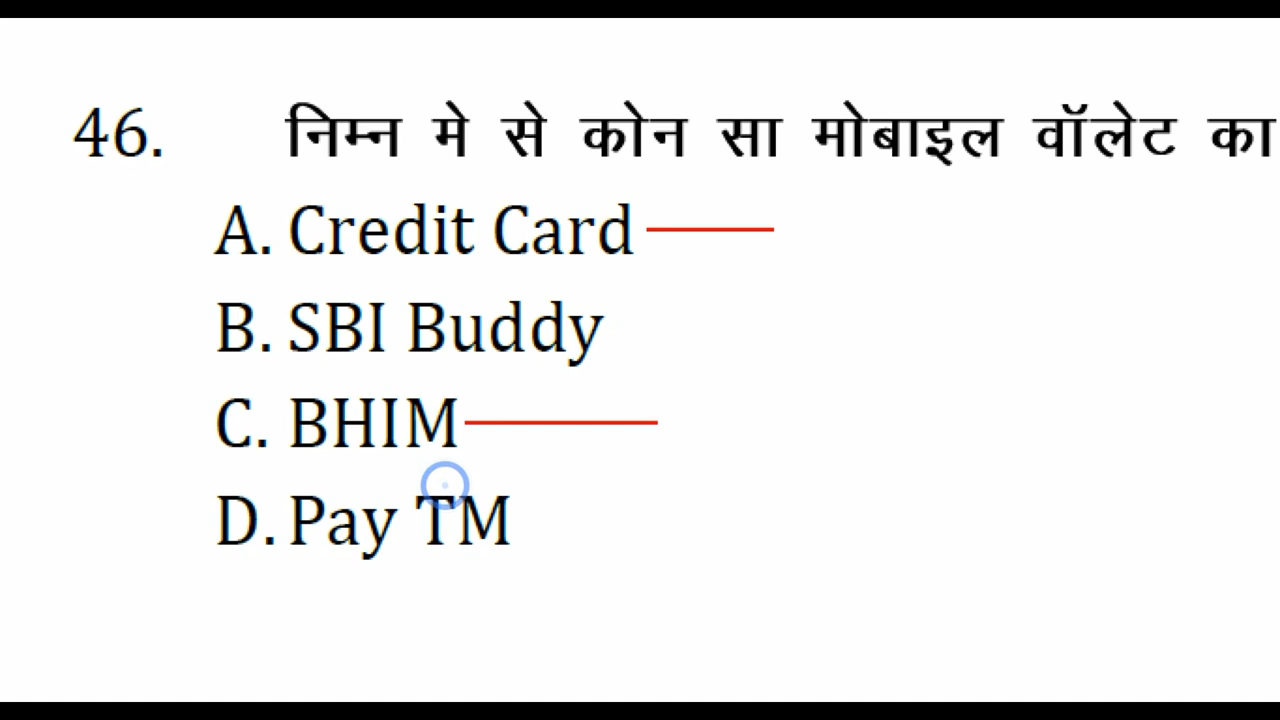 46. निम्न मे से कोन सा मोबाइल वॉलेट का
A. Credit Card
B. SBI Buddy
C. BHIM
D. Pay TM